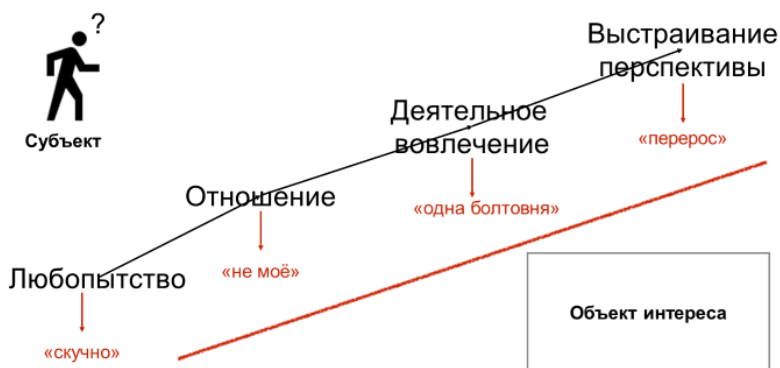 ?
Субъект
Выстраивание
перспективы
«перерос»
Деятельное
вовлечение
«одна болтовня»
Отношение
«не моё»
Любопытство
«скучно»
Объект интереса